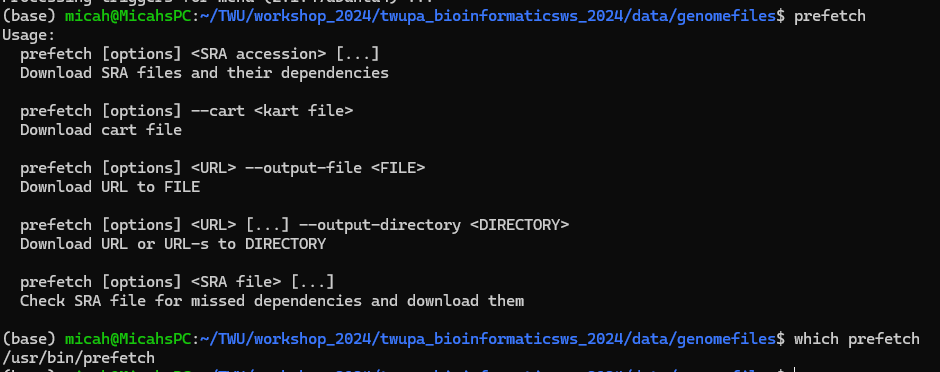 (base) micah@MicahsPC:~/TWU/workshop_2024/twupa_bioinformaticsws_2024/data/genomefiles$ prefetch
Usage:
  prefetch [options] <SRA accession> [...]
  Download SRA files and their dependencies

  prefetch [options] --cart <kart file>
  Download cart file

  prefetch [options] <URL> --output-file <FILE>
  Download URL to FILE

  prefetch [options] <URL> [...] --output-directory <DIRECTORY>
  Download URL or URL-s to DIRECTORY

  prefetch [options] <SRA file> [...]
  Check SRA file for missed dependencies and download them

(base) micah@MicahsPC:~/TWU/workshop_2024/twupa_bioinformaticsws_2024/data/genomefiles$ which prefetch
/usr/bin/prefetch